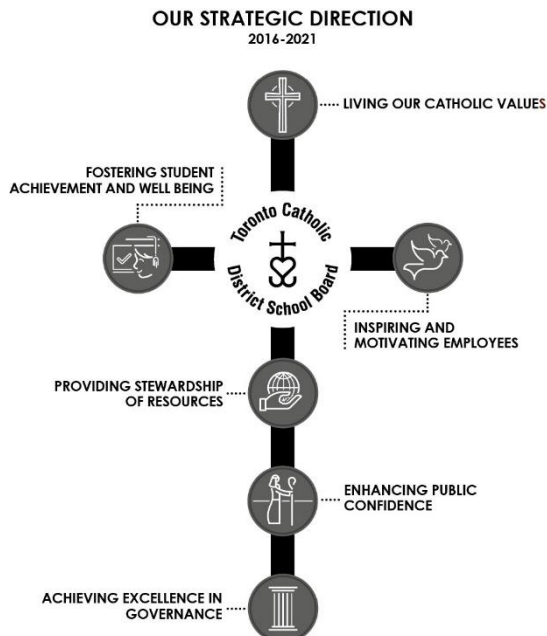 OUR STRATEGIC DIRECTION
2016-2021
LIVING OUR CATHOLIC VALUES
FOSTERING STUDENT
ACHIEVEMENT AND WELL BEING
Toronto Catholic
District School Board
INSPIRING AND
MOTIVATING EMPLOYEES
PROVIDING STEWARDSHIP
OF RESOURCES
ENHANCING PUBLIC
CONFIDENCE
ACHIEVING EXCELLENCE IN
GOVERNANCE